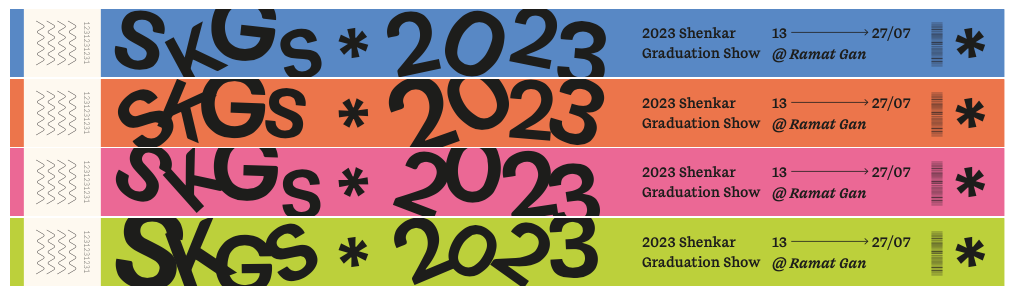 1231231231
SKGS * 2023
2023 Shenkar
Graduation Show
13 → 27/07
@ Ramat Gan
*
1231231231
SKGS * 2023
2023 Shenkar
Graduation Show
13 → 27/07
@ Ramat Gan
*
1231231231
SKGS * 2023
2023 Shenkar
Graduation Show
13 → 27/07
@ Ramat Gan
*
1231231231
SKGS * 2023
2023 Shenkar
Graduation Show
13 → 27/07
@ Ramat Gan
*